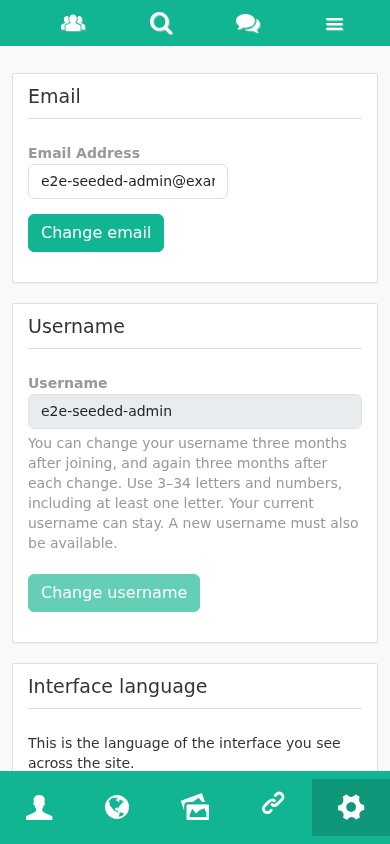 Email
Email Address
e2e-seeded-admin@exar
Change email
Username
Username
e2e-seeded-admin
You can change your username three months
after joining, and again three months after
each change. Use 3–34 letters and numbers,
including at least one letter. Your current
username can stay. A new username must also
be available.
Change username
Interface language
This is the language of the interface you see
across the site.